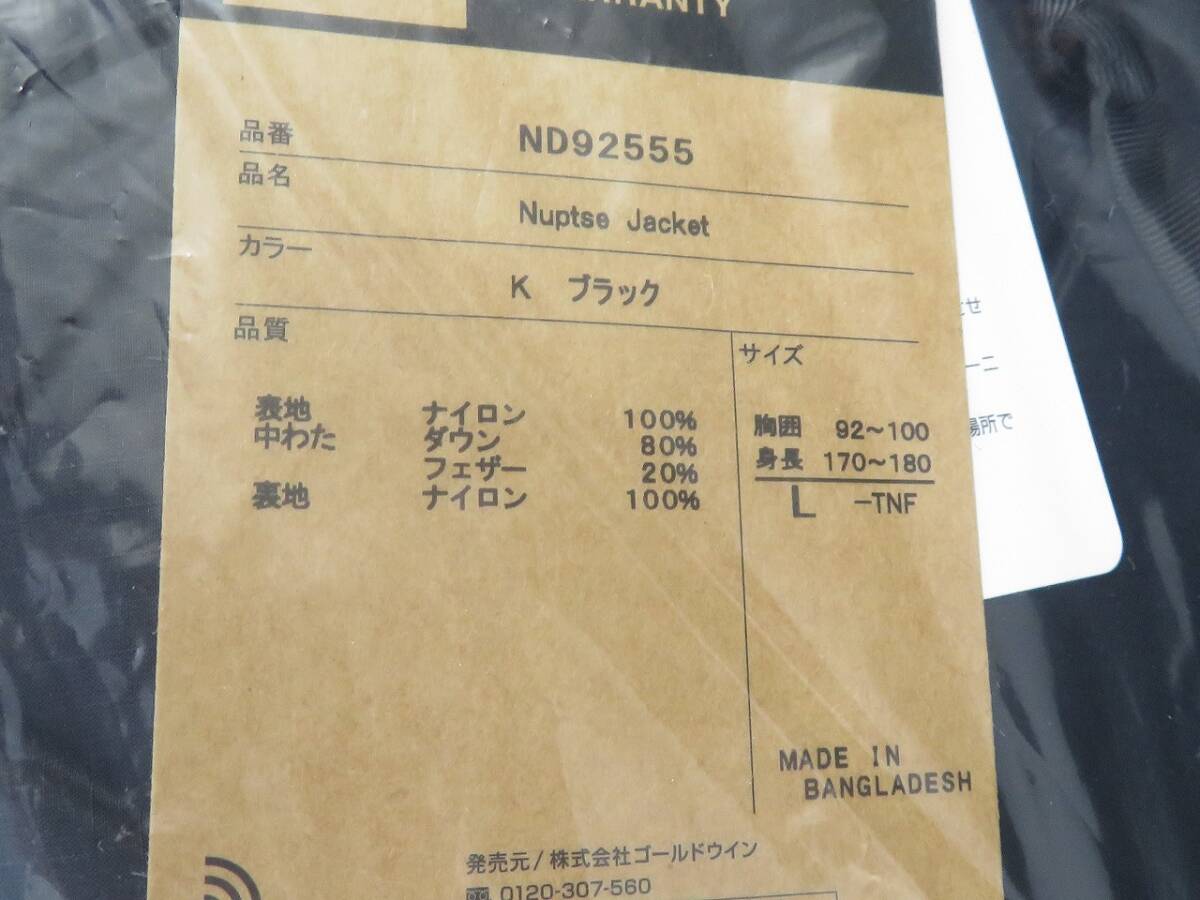 品番 ND92555
品名
Nuptse Jacket
カラー
K ブラック
品質
サイズ
表地 ナイロン 100%
中わた ダウン 80%
フェザー 20%
裏地 ナイロン 100%
胸囲 92~100
身長 170~180
L -TNF
MADE IN
BANGLADESH
発売元/株式会社ゴールドウイン
0120-307-560
場所で